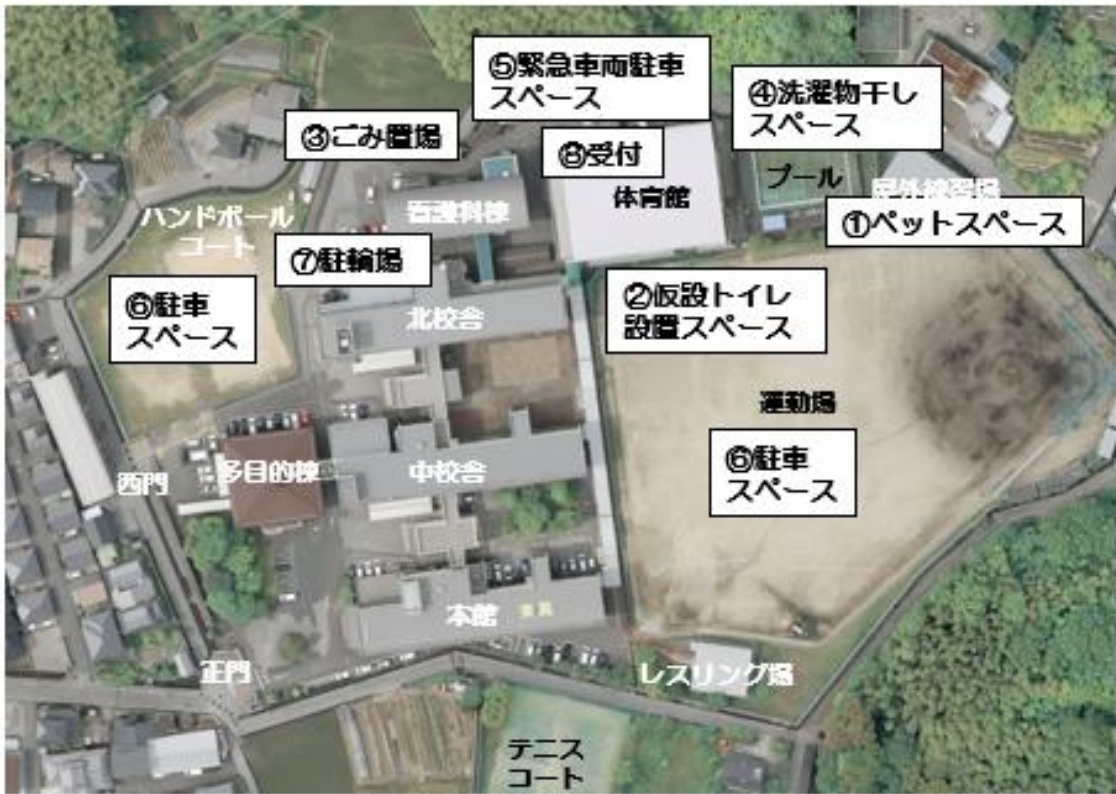 ⑤緊急車両駐車
スペース
④洗濯物干し
スペース
③ごみ置場
⑧受付
体育館
プール
屋外練習場
①ペットスペース
ハンドボール
コート
看護科棟
⑦駐輪場
⑥駐車
スペース
北校舎
②仮設トイレ
設置スペース
運動場
⑥駐車
スペース
西門
多目的棟
中校舎
本館
正門
レスリング場
テニス
コート